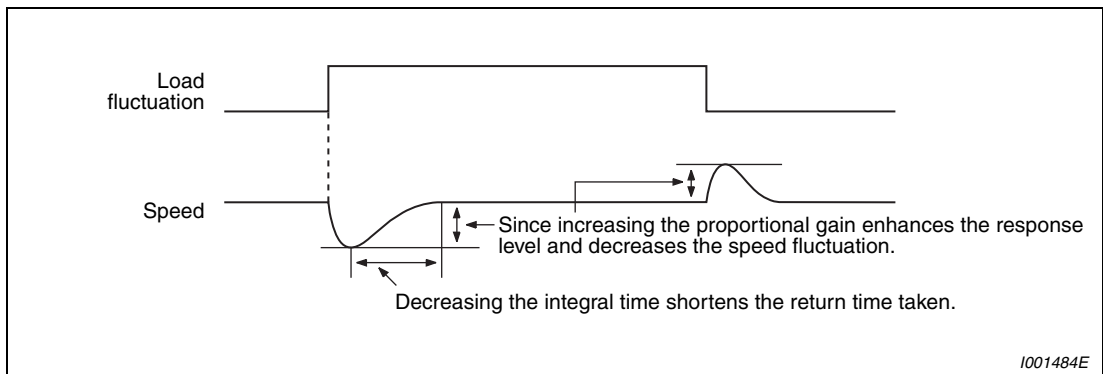 Load
fluctuation
Speed
Since increasing the proportional gain enhances the response
level and decreases the speed fluctuation.
Decreasing the integral time shortens the return time taken.
I001484E